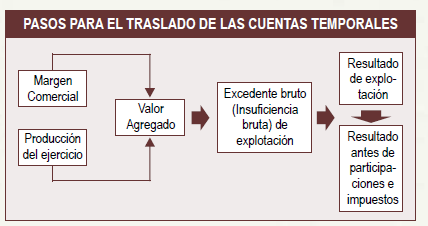 PASOS PARA EL TRASLADO DE LAS CUENTAS TEMPORALES
Margen
Comercial
Producción
del ejercicio
Valor
Agregado
Excedente bruto
(Insuficiencia
bruta) de
explotación
Resultado
de explo-
tación
Resultado
antes de
participa-
ciones e
impuestos